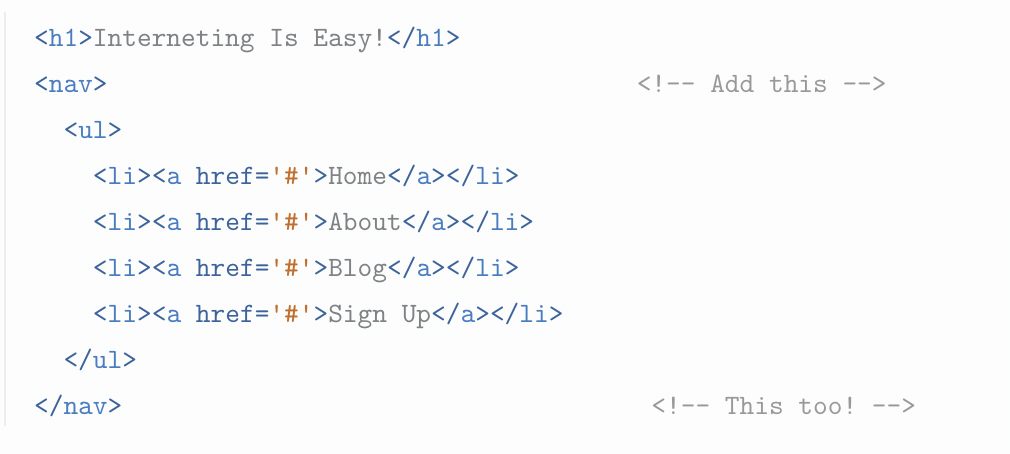 <h1>Interneting Is Easy!</h1>
<nav> <!-- Add this -->
<ul>
<li><a href='#'>Home</a></li>
<li><a href='#'>About</a></li>
<li><a href='#'>Blog</a></li>
<li><a href='#'>Sign Up</a></li>
</ul>
</nav> <!-- This too! -->